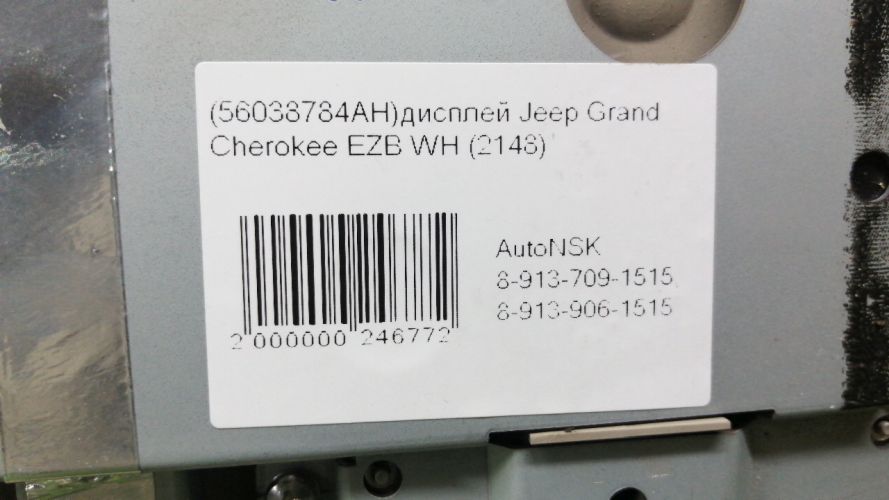 (56038784AH)дисплей Jeep Grand
Cherokee EZB WH (2148)
AutoNSK
8-913-709-1515
8-913-906-1515
2 000000 246772